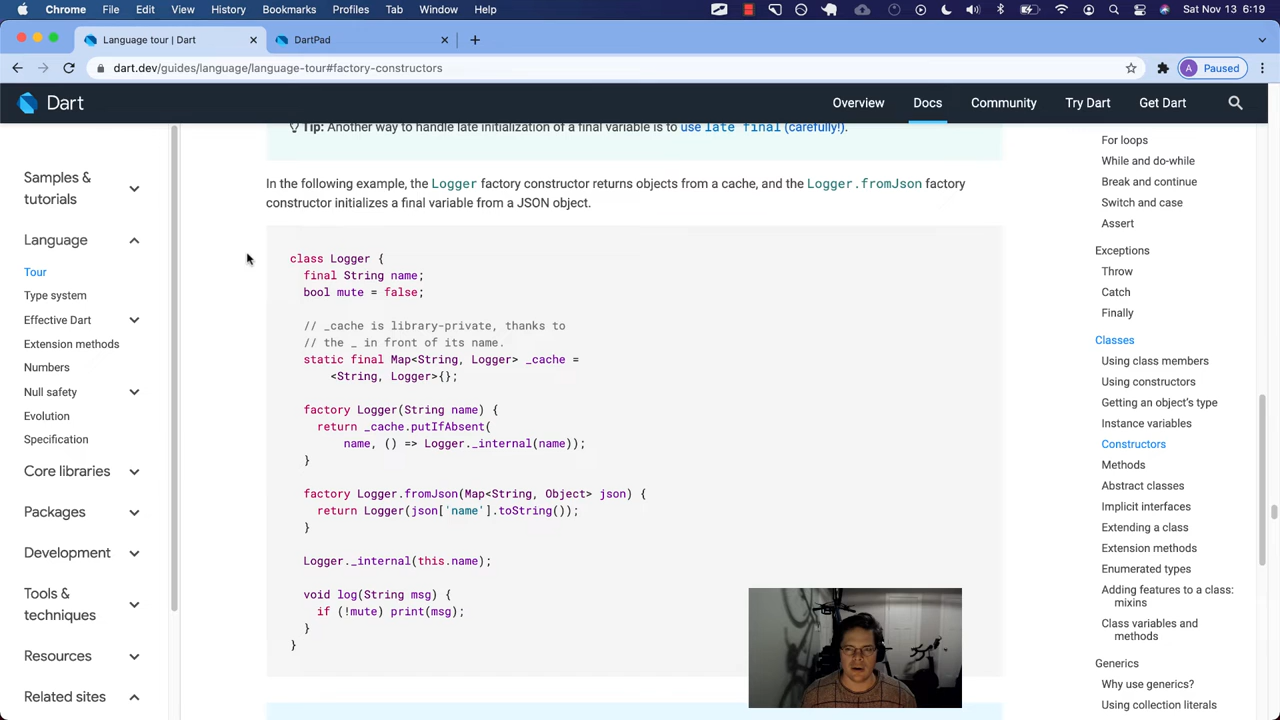 Chrome File Edit View History Bookmarks Profiles Tab Window Help Sat Nov 13 6:19
Language tour | Dart
DartPad
dart.dev/guides/language/language-tour#factory-constructors
A Paused
Dart
Overview Docs Community Try Dart Get Dart
Samples &
tutorials
Language
Tour
Type system
Effective Dart
Extension methods
Numbers
Null safety
Evolution
Specification
Core libraries
Packages
Development
Tools &
techniques
Resources
Related sites
Tip: Another way to handle late initialization of a final variable is to use late final (carefully!).
In the following example, the Logger factory constructor returns objects from a cache, and the Logger.fromJson factory
constructor initializes a final variable from a JSON object.
class Logger {
final String name;
bool mute = false;
// _cache is library-private, thanks to
// the _ in front of its name.
static final Map<String, Logger> _cache =
<String, Logger>{};
factory Logger(String name) {
return _cache.putIfAbsent(
name, () => Logger._internal(name));
}
factory Logger.fromJson(Map<String, Object> json) {
return Logger(json['name'].toString());
}
Logger._internal(this.name);
void log(String msg) {
if (!mute) print(msg);
}
}
For loops
While and do-while
Break and continue
Switch and case
Assert
Exceptions
Throw
Catch
Finally
Classes
Using class members
Using constructors
Getting an object's type
Instance variables
Constructors
Methods
Abstract classes
Implicit interfaces
Extending a class
Extension methods
Enumerated types
Adding features to a class:
mixins
Class variables and
methods
Generics
Why use generics?
Using collection literals